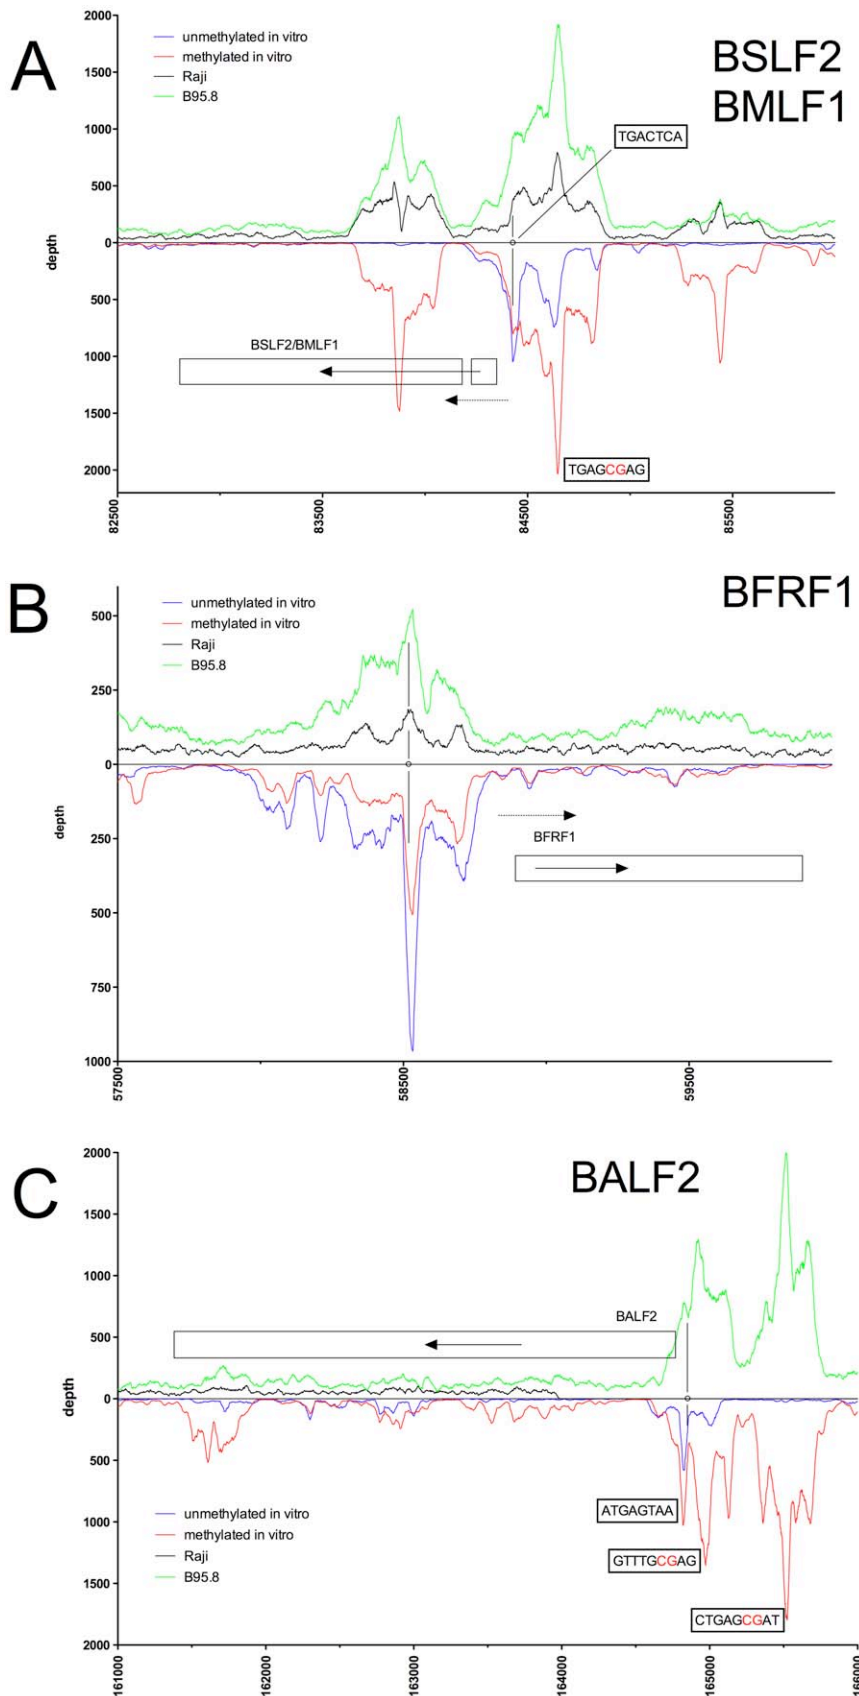 A
BSLF2
BMLF1
unmethylated in vitro
methylated in vitro
Raji
B95.8
TGACTCA
2000
1500
1000
500
0
500
1000
1500
2000
depth
BSLF2/BMLF1
TGAGCGAG
82500
83500
84500
85500
B
BFRF1
unmethylated in vitro
methylated in vitro
Raji
B95.8
500
250
0
250
500
750
1000
depth
BFRF1
57500
58500
59500
C
BALF2
2000
1500
1000
500
0
500
1000
1500
2000
depth
BALF2
unmethylated in vitro
methylated in vitro
Raji
B95.8
ATGAGTAA
GTTTGCGAG
CTGAGCGAT
161000
162000
163000
164000
165000
166000